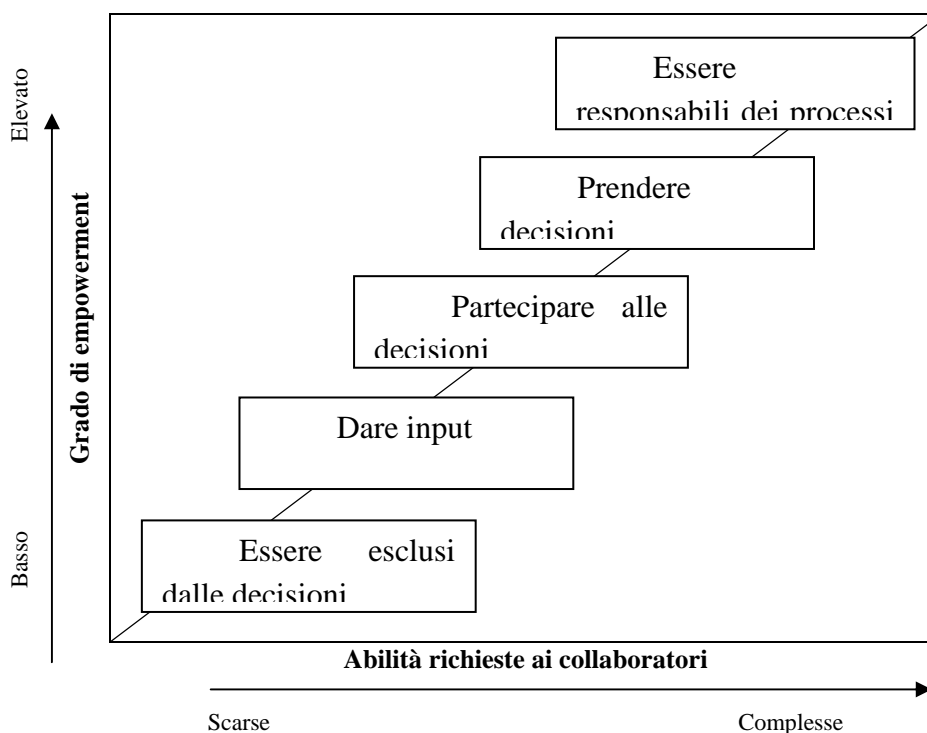 Elevato
Grado di empowerment
Basso
Essere
responsabili dei processi
Prendere
decisioni
Partecipare alle
decisioni
Dare input
Essere esclusi
dalle decisioni
Abilità richieste ai collaboratori
Scarse
Complesse